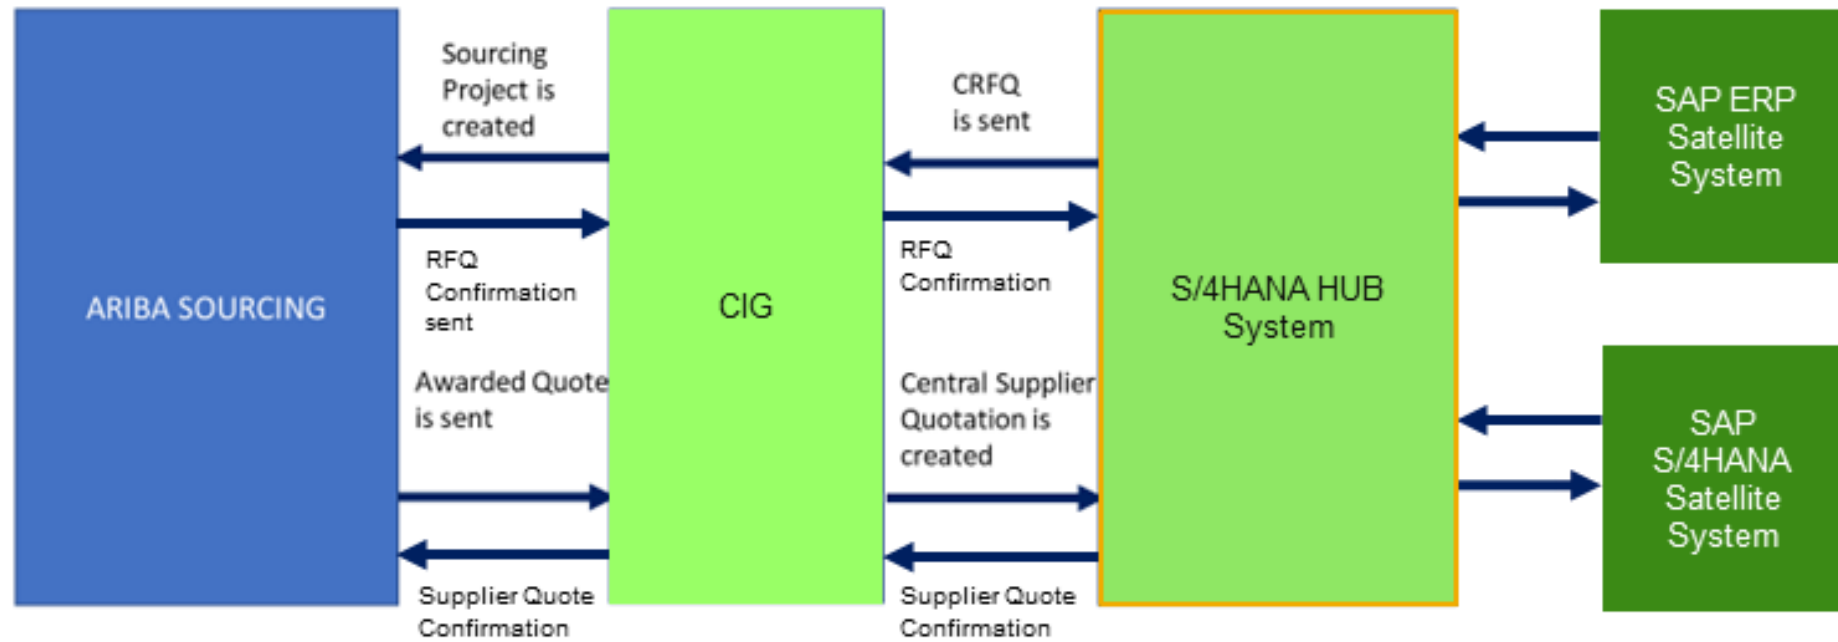 ARIBA SOURCING
Sourcing
Project is
created
RFQ
Confirmation
sent
Awarded Quote
is sent
Supplier Quote
Confirmation
CIG
CRFQ
is sent
RFQ
Confirmation
Central Supplier
Quotation is
created
Supplier Quote
Confirmation
S/4HANA HUB
System
SAP ERP
Satellite
System
SAP
S/4HANA
Satellite
System